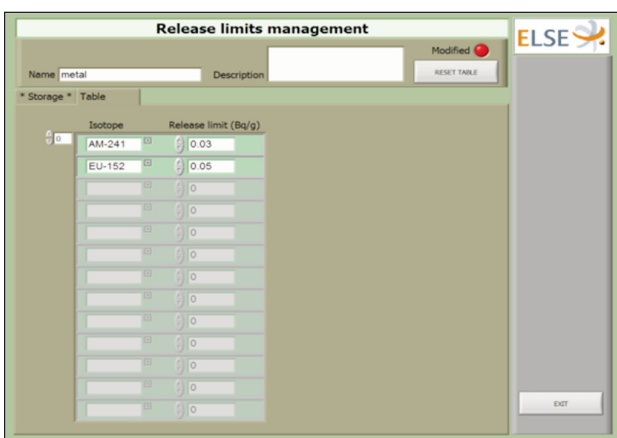 Release limits management
ELSE
Modified
Name metal Description RESET TABLE
* Storage * Table
Isotope Release limit (Bq/g)
0 AM-241 0.03
EU-152 0.05
0
0
0
0
0
0
0
0
0
0
0
EXIT